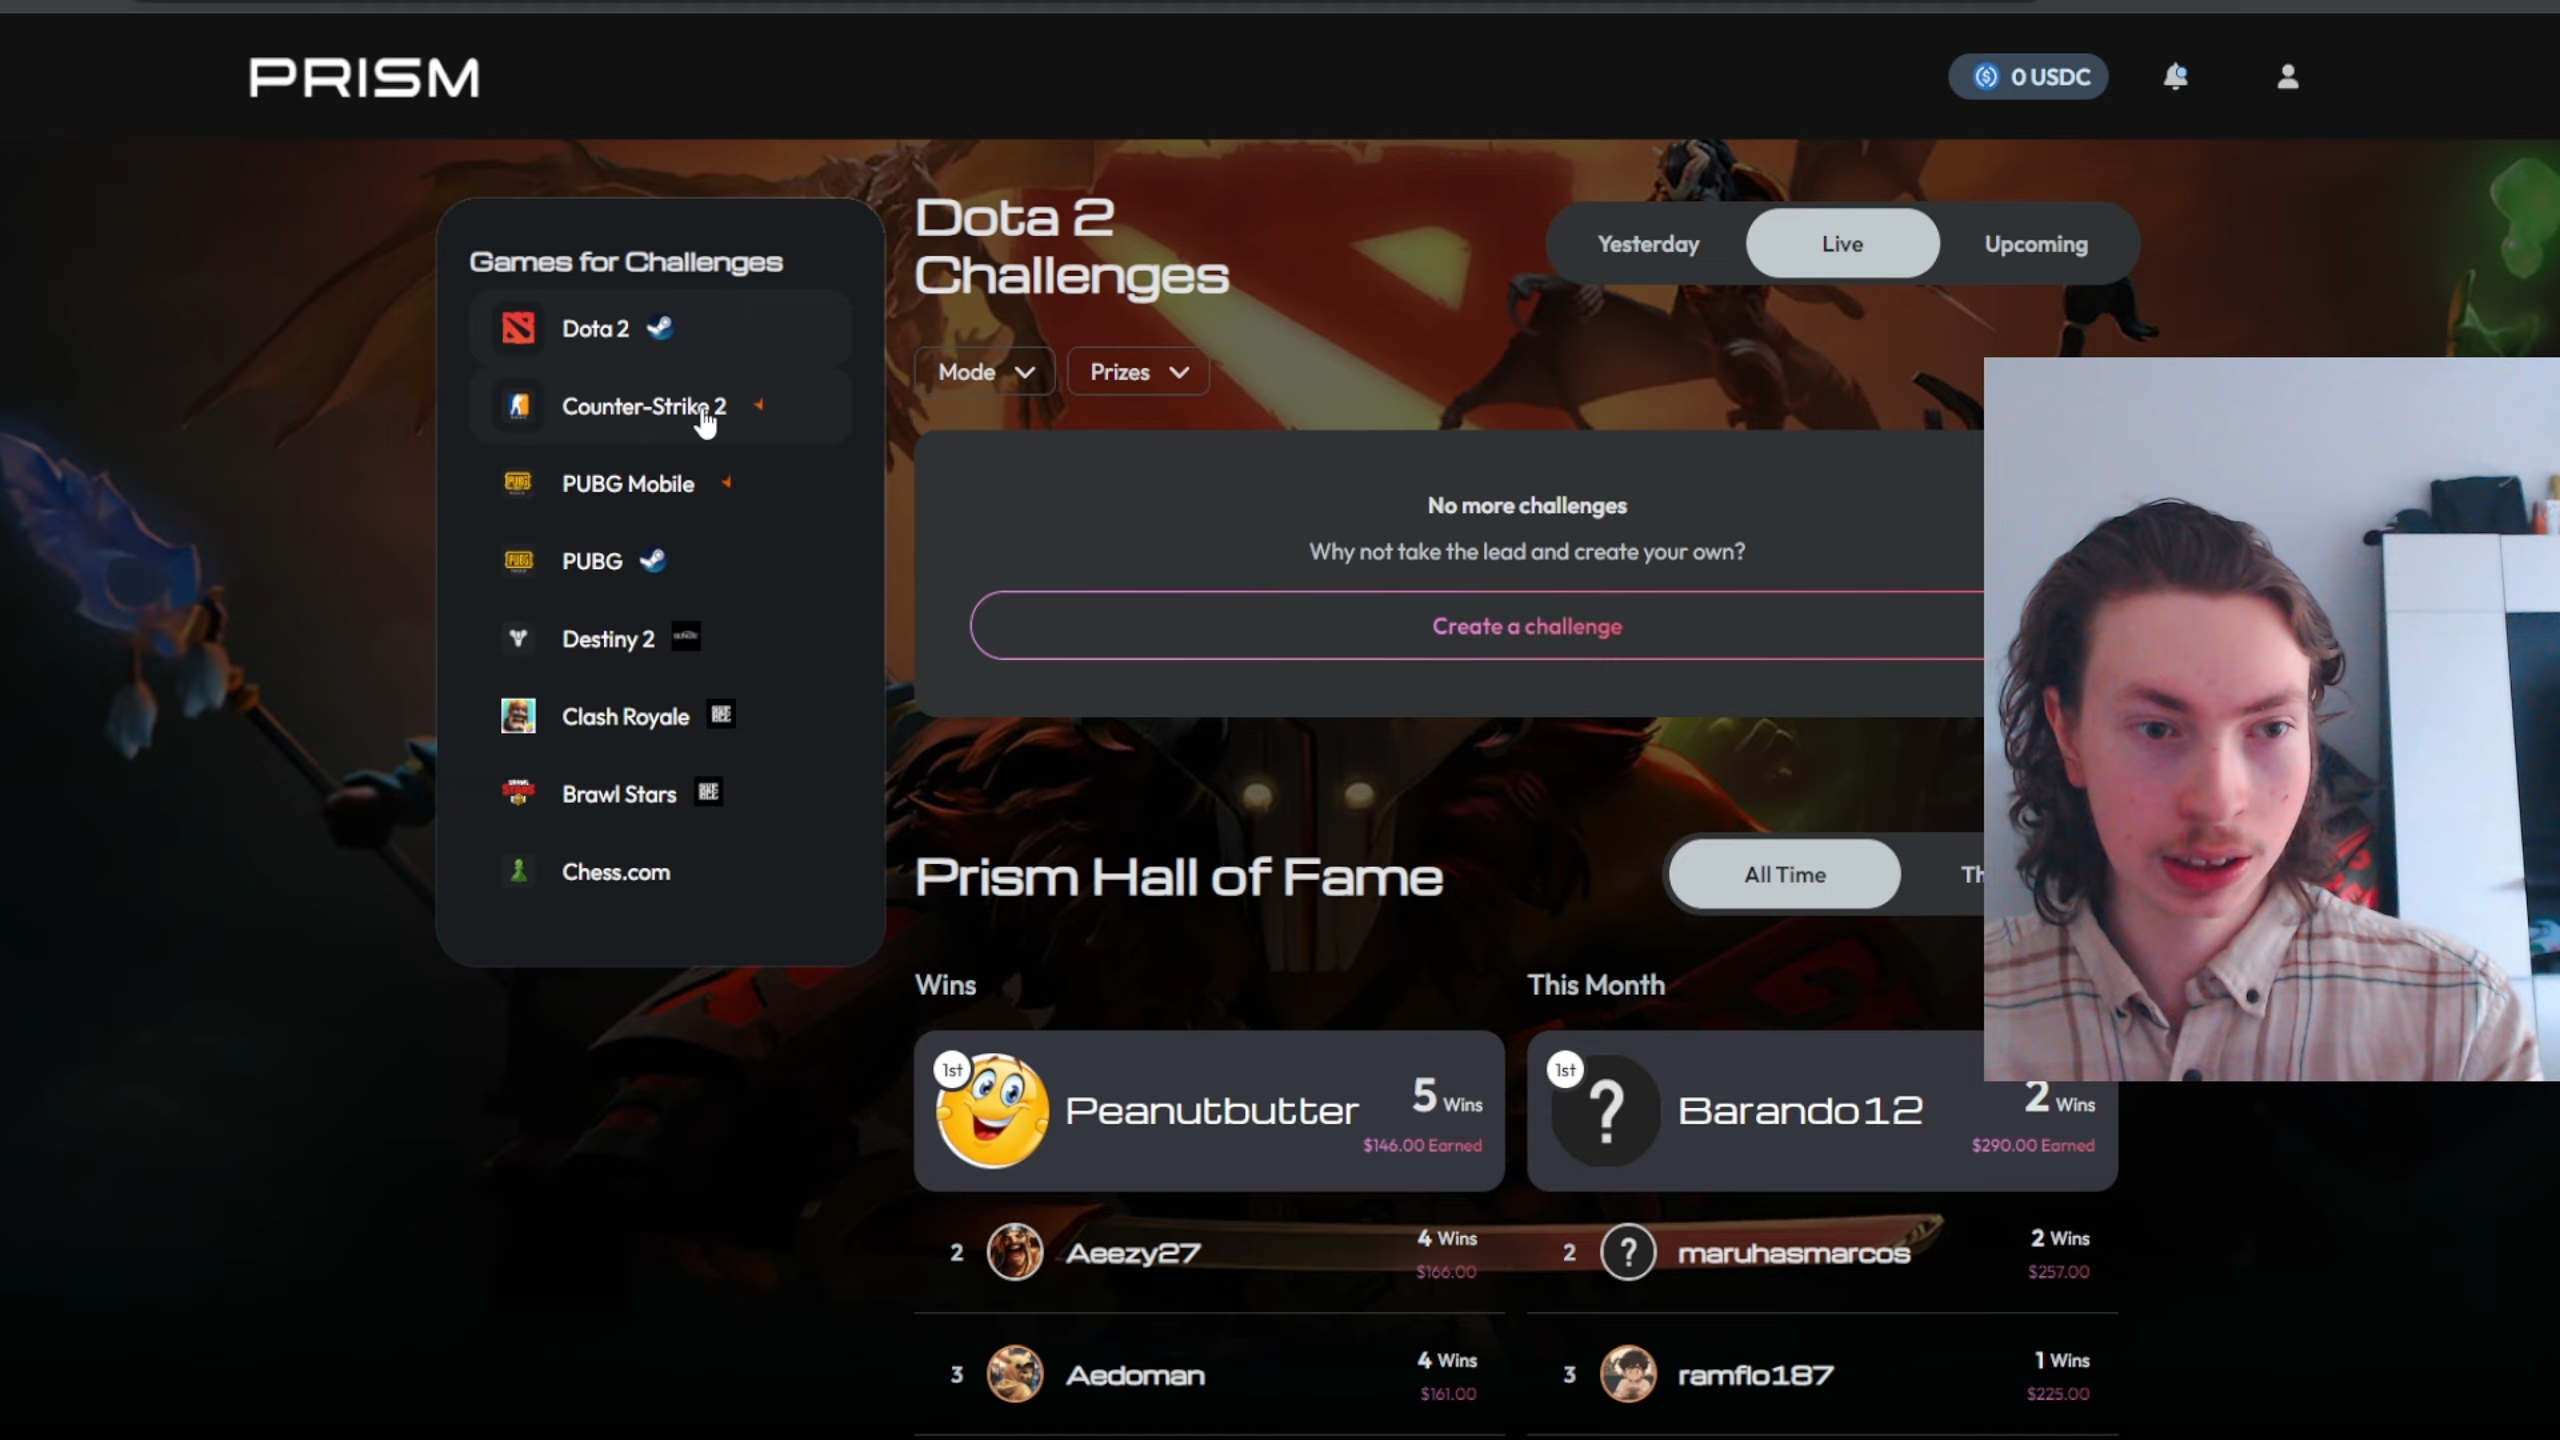 PRISM
0 USDC
Games for Challenges
Dota 2
Counter-Strike 2
PUBG Mobile
PUBG
Destiny 2
Clash Royale
Brawl Stars
Chess.com
Dota 2
Challenges
Yesterday
Live
Upcoming
Mode
Prizes
No more challenges
Why not take the lead and create your own?
Create a challenge
Prism Hall of Fame
All Time
Th
Wins
1st
Peanutbutter
5 Wins
$146.00 Earned
2
Aeezy27
4 Wins
$166.00
3
Aedoman
4 Wins
$161.00
This Month
1st
?
Barando12
2 Wins
$290.00 Earned
2
?
maruhasmarcos
2 Wins
$257.00
3
ramflo187
1 Wins
$225.00